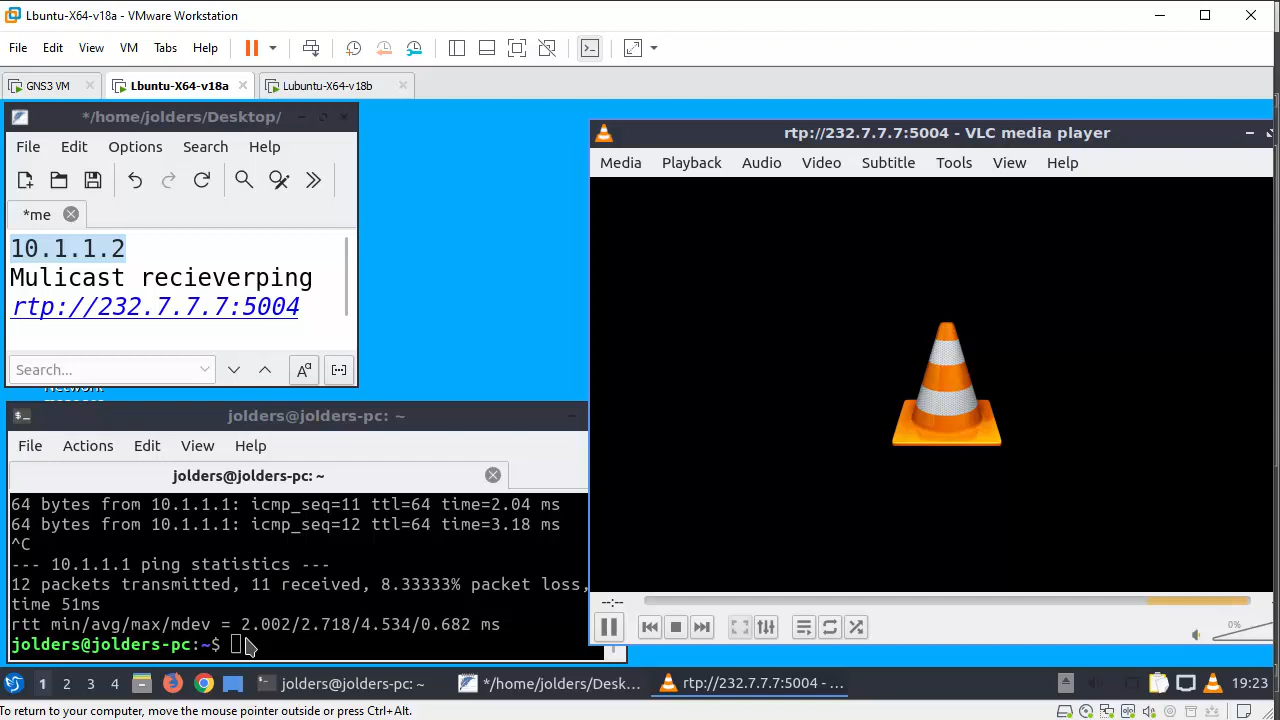 Lbuntu-X64-v18a - VMware Workstation
File Edit View VM Tabs Help
GNS3 VM Lbuntu-X64-v18a Lubuntu-X64-v18b
*/home/jolders/Desktop/
File Edit Options Search Help
*me
10.1.1.2
Mulicast recieverping
rtp://232.7.7.7:5004
Search...
Network
jolders@jolders-pc: ~
File Actions Edit View Help
jolders@jolders-pc: ~
64 bytes from 10.1.1.1: icmp_seq=11 ttl=64 time=2.04 ms
64 bytes from 10.1.1.1: icmp_seq=12 ttl=64 time=3.18 ms
^C
--- 10.1.1.1 ping statistics ---
12 packets transmitted, 11 received, 8.33333% packet loss,
time 51ms
rtt min/avg/max/mdev = 2.002/2.718/4.534/0.682 ms
jolders@jolders-pc:~$
rtp://232.7.7.7:5004 - VLC media player
Media Playback Audio Video Subtitle Tools View Help
--:--
0%
1 2 3 4 jolders@jolders-pc: ~ */home/jolders/Desk... rtp://232.7.7.7:5004 - ... 19:23
To return to your computer, move the mouse pointer outside or press Ctrl+Alt.